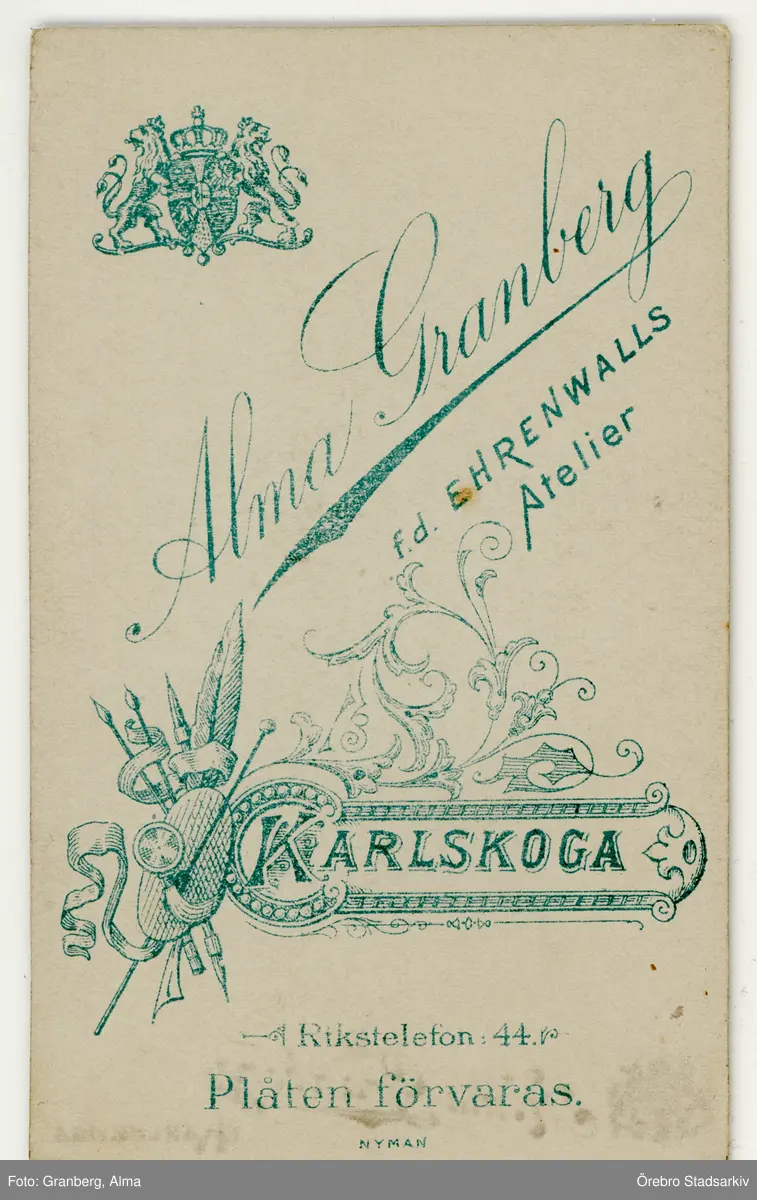 Alma Granberg
f.d. EHRENWALLS
Atelier
KARLSKOGA
Rikstelefon: 44.
Plåten förvaras.
NYMAN
Foto: Granberg, Alma
Örebro Stadsarkiv